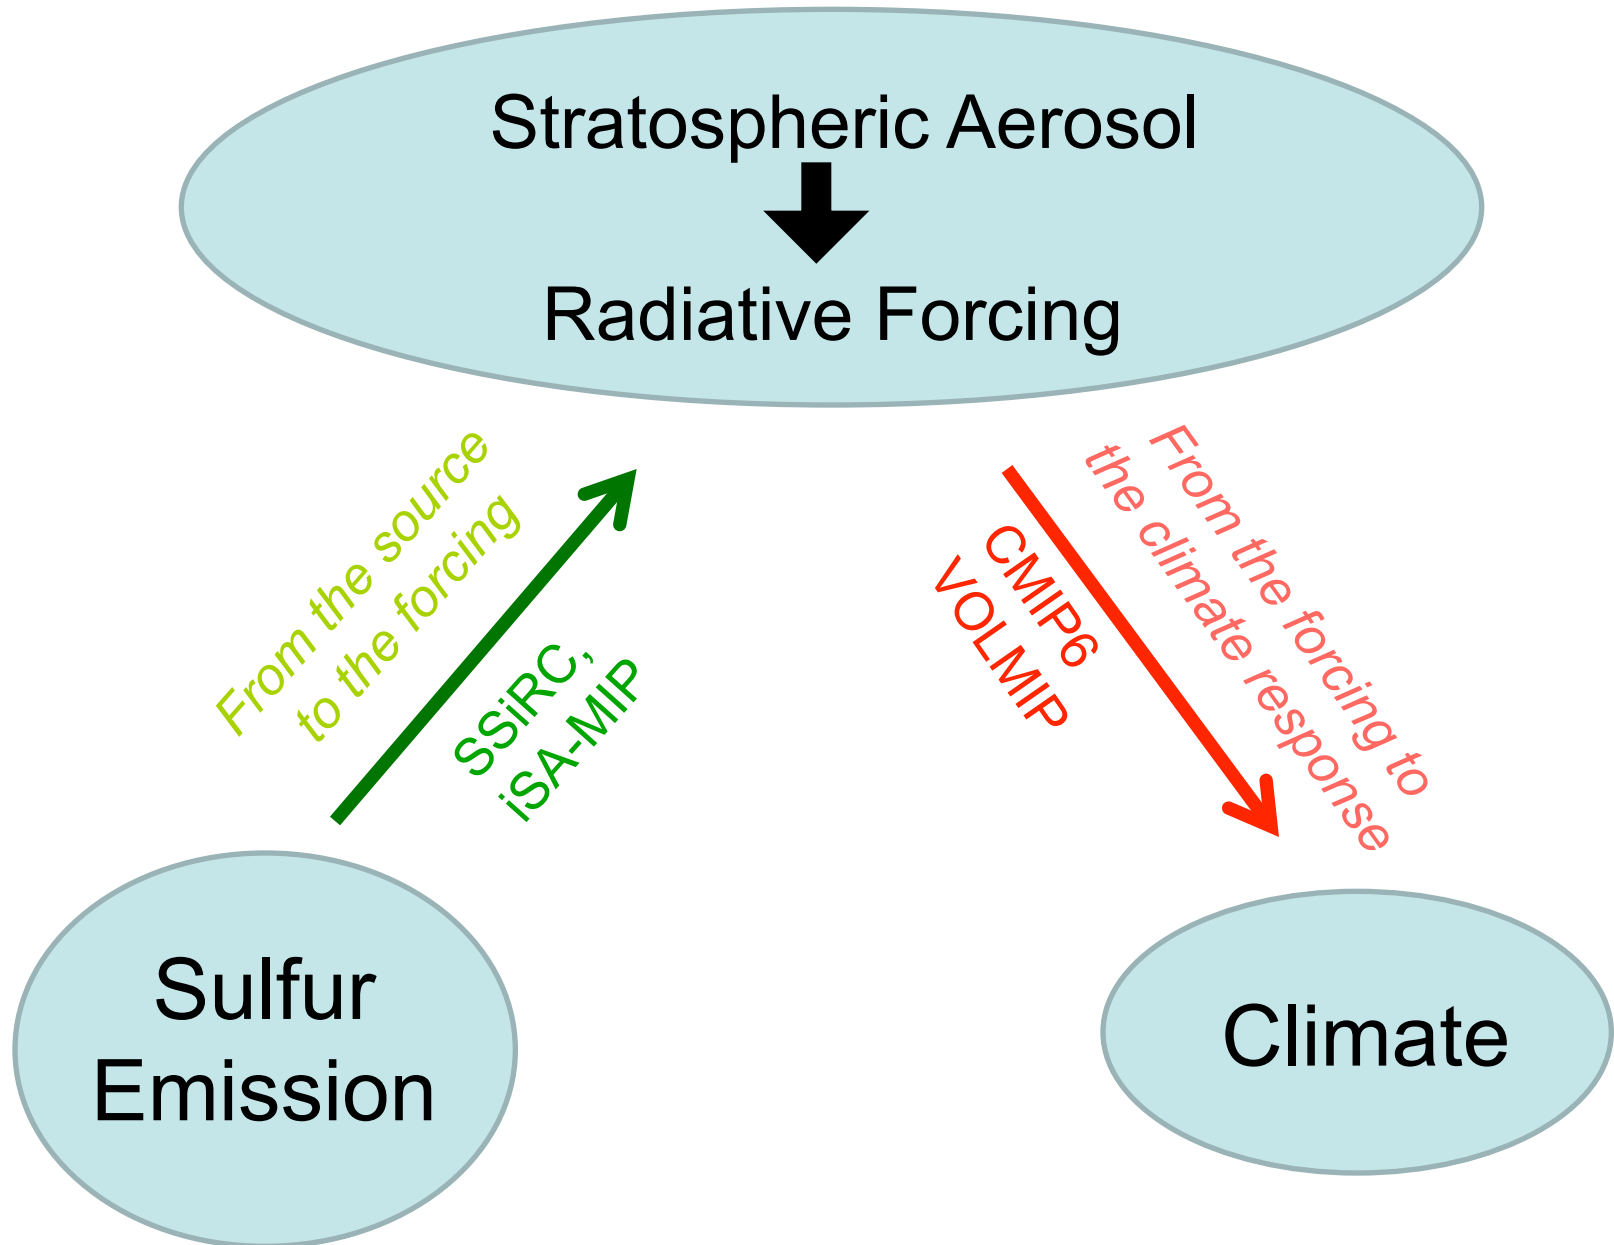 Stratospheric Aerosol
Radiative Forcing
From the source
to the forcing
SSiRC,
iSA-MIP
CMIP6
VOLMIP
From the forcing to
the climate response
Sulfur
Emission
Climate